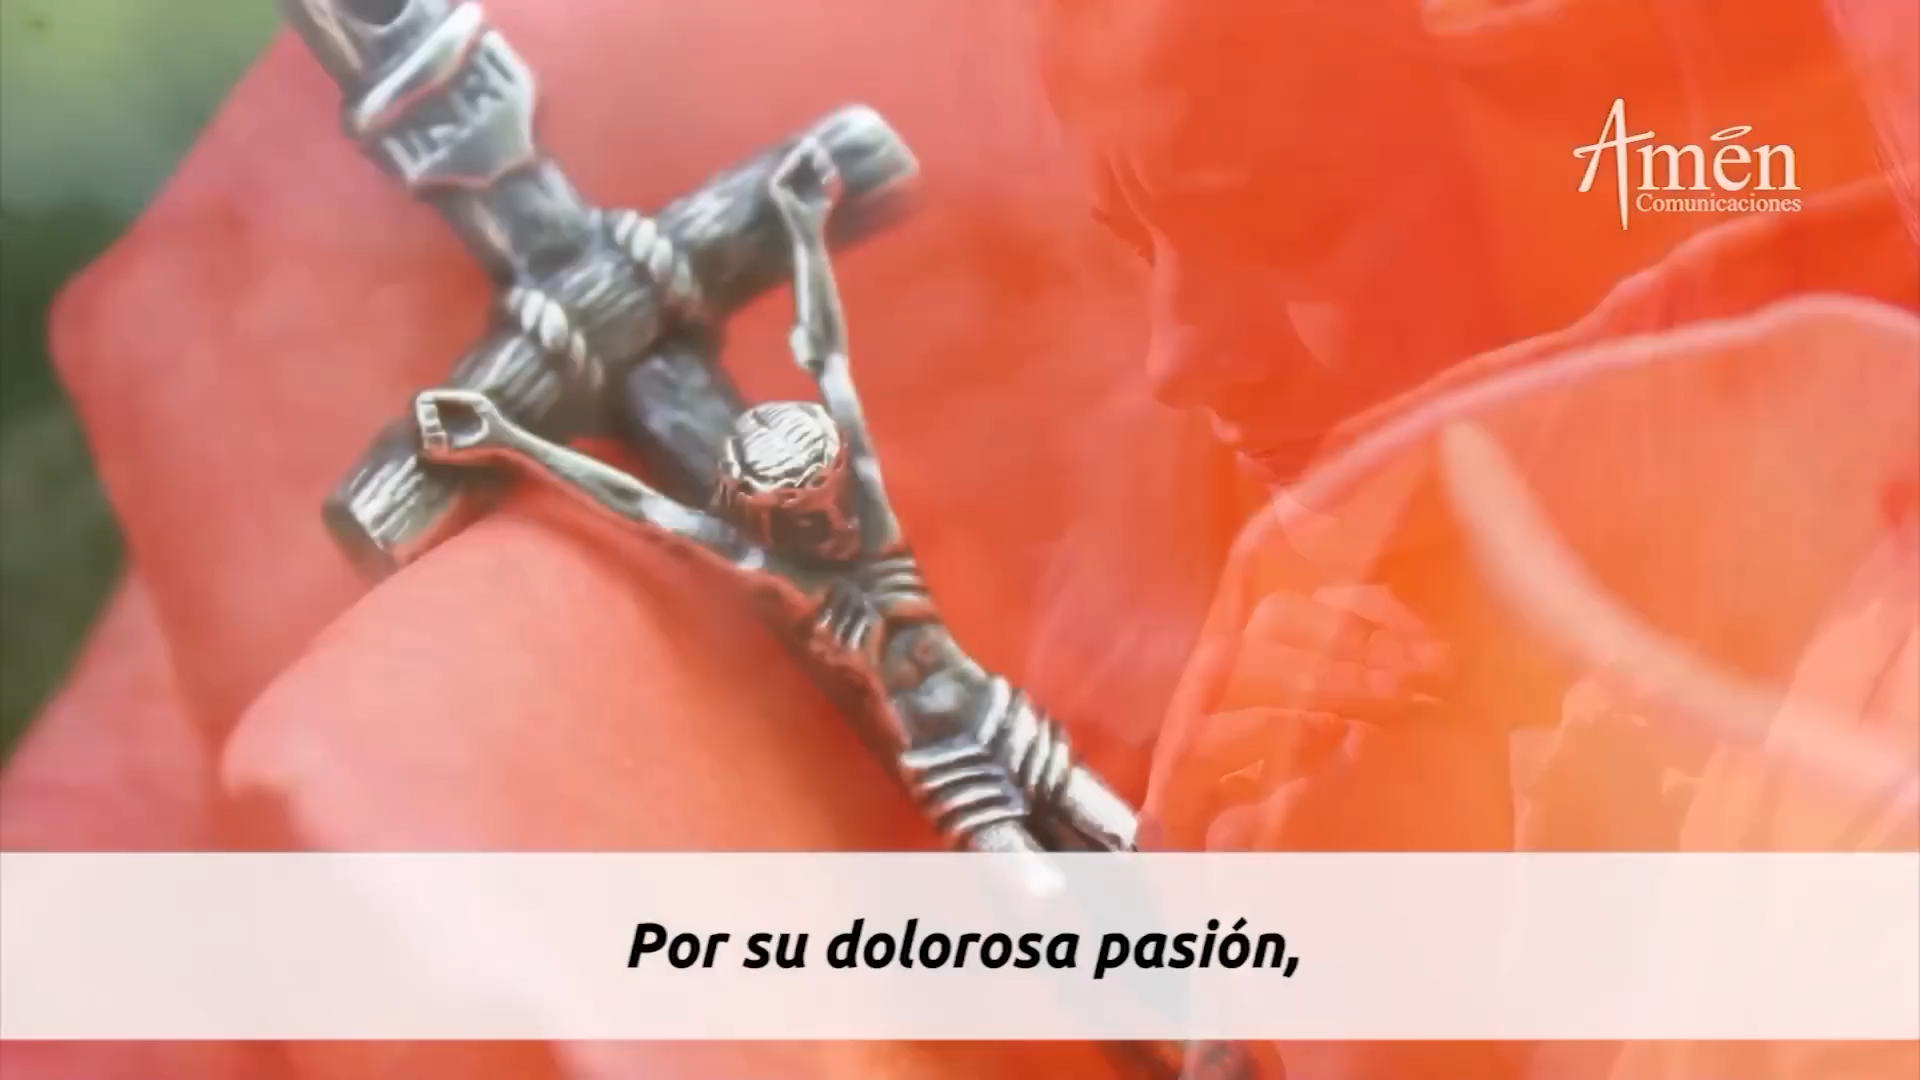 Amén
Comunicaciones
Por su dolorosa pasión,